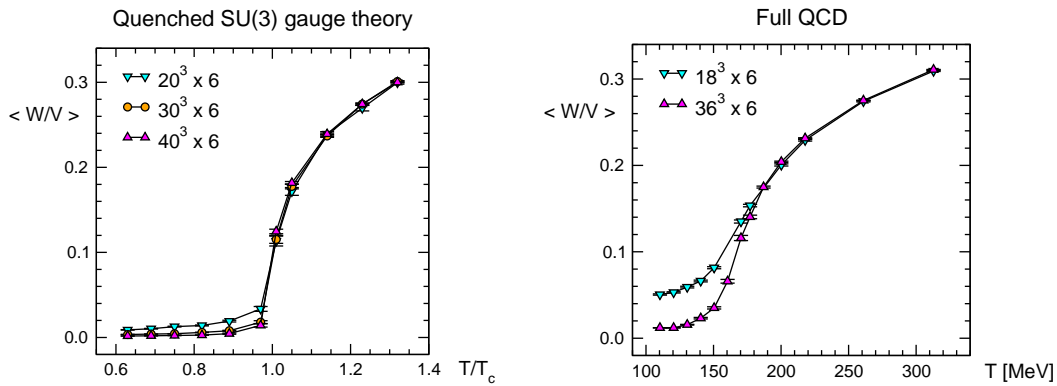 Quenched SU(3) gauge theory
< W/V >
20³ x 6
30³ x 6
40³ x 6
0.3
0.2
0.1
0.0
0.6 0.8 1.0 1.2 1.4
T/T_c
Full QCD
< W/V >
18³ x 6
36³ x 6
0.3
0.2
0.1
0.0
100 150 200 250 300
T [MeV]